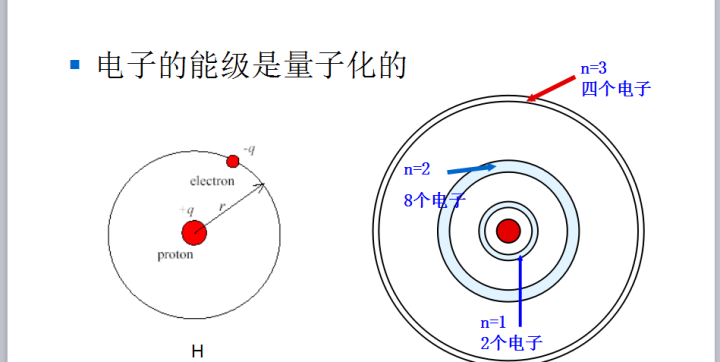 电子的能级是量子化的
n=3
四个电子
-q
electron
n=2
8个电子
+q
r
proton
n=1
2个电子
H